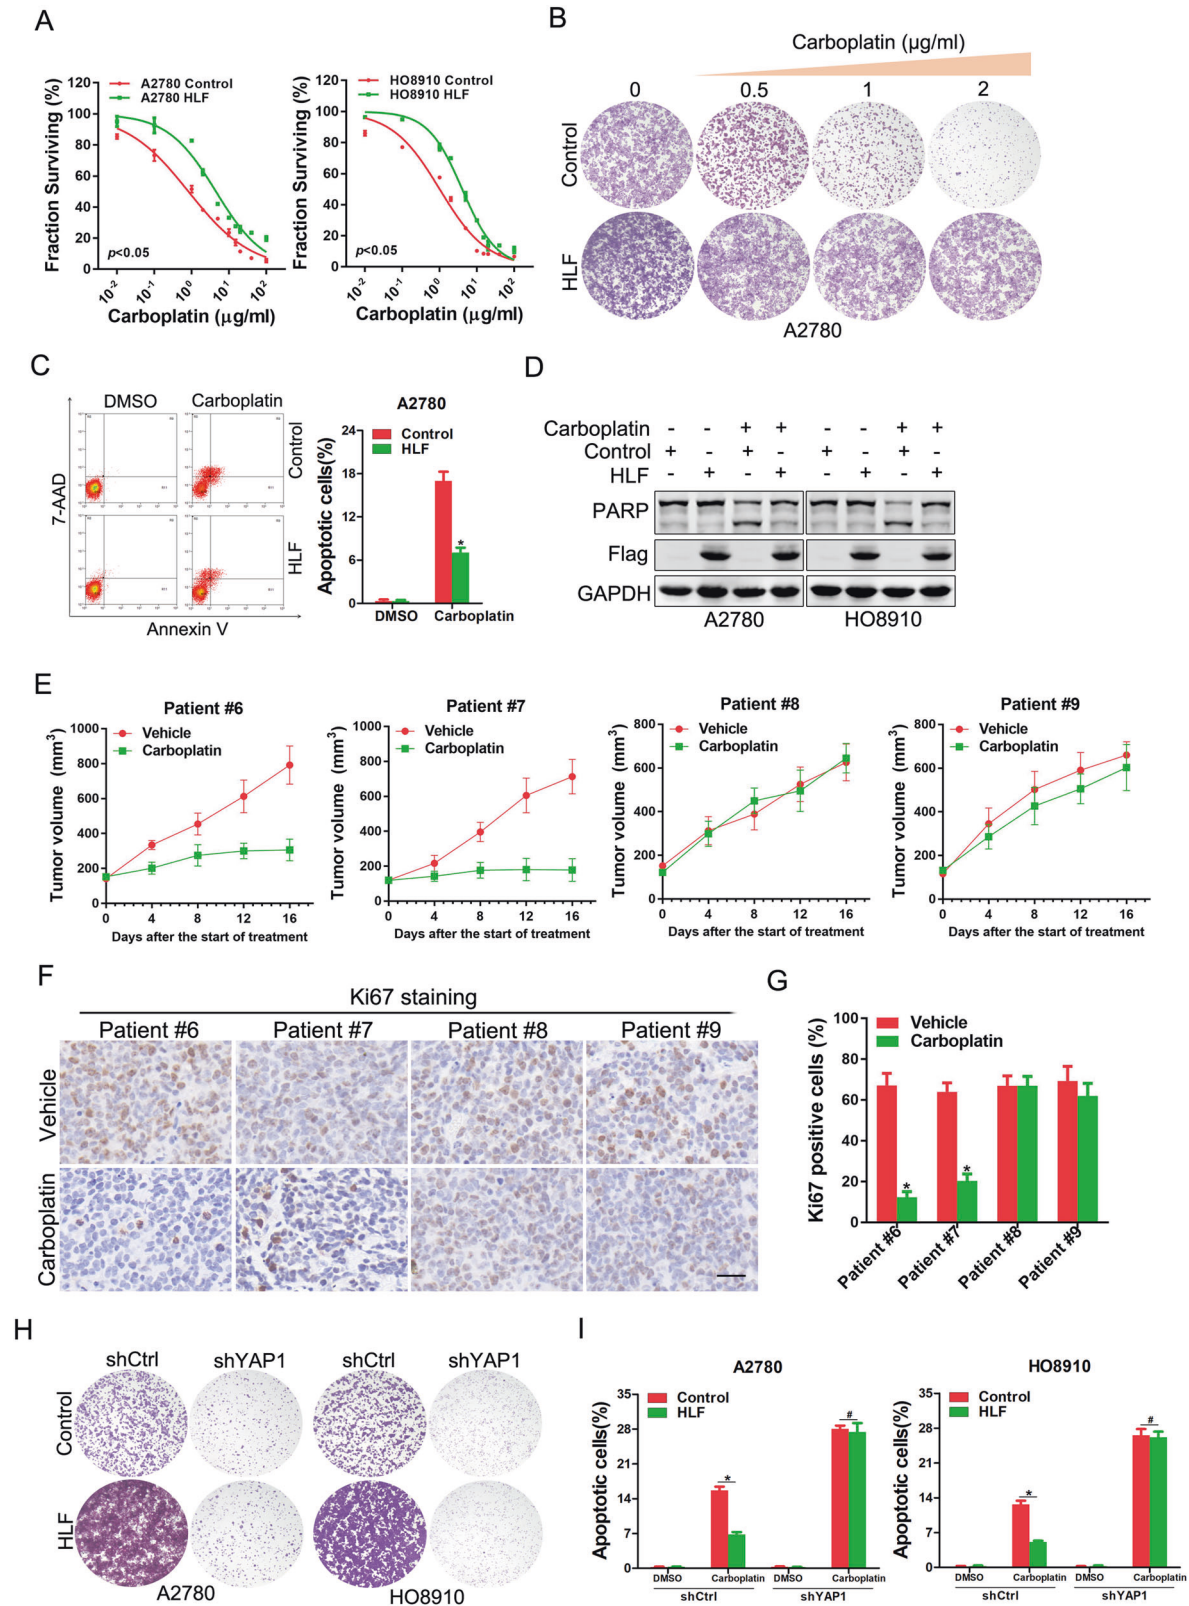 A
Fraction Surviving (%)
120
100
80
60
40
20
0
A2780 Control
A2780 HLF
p<0.05
10⁻² 10⁻¹ 10⁰ 10¹ 10²
Carboplatin (μg/ml)
Fraction Surviving (%)
120
100
80
60
40
20
0
HO8910 Control
HO8910 HLF
p<0.05
10⁻² 10⁻¹ 10⁰ 10¹ 10²
Carboplatin (μg/ml)
B
Carboplatin (μg/ml)
0 0.5 1 2
Control
HLF
A2780
C
DMSO Carboplatin
Control
HLF
7-AAD
Annexin V
A2780
Control
HLF
Apoptotic cells(%)
24
18
12
6
0
DMSO Carboplatin
D
Carboplatin - - + + - - + +
Control + - + - + - + -
HLF - + - + - + - +
PARP
Flag
GAPDH
A2780 HO8910
E
Patient #6
Vehicle
Carboplatin
Tumor volume (mm³)
1000
800
600
400
200
0
0 4 8 12 16
Days after the start of treatment
Patient #7
Vehicle
Carboplatin
Tumor volume (mm³)
1000
800
600
400
200
0
0 4 8 12 16
Days after the start of treatment
Patient #8
Vehicle
Carboplatin
Tumor volume (mm³)
800
600
400
200
0
0 4 8 12 16
Days after the start of treatment
Patient #9
Vehicle
Carboplatin
Tumor volume (mm³)
800
600
400
200
0
0 4 8 12 16
Days after the start of treatment
F
Ki67 staining
Patient #6 Patient #7 Patient #8 Patient #9
Vehicle
Carboplatin
G
Ki67 positive cells (%)
100
80
60
40
20
0
Vehicle
Carboplatin
* *
Patient #6 Patient #7 Patient #8 Patient #9
H
shCtrl shYAP1 shCtrl shYAP1
Control
HLF
A2780 HO8910
I
A2780
Control
HLF
Apoptotic cells(%)
35
28
21
14
7
0
* #
DMSO Carboplatin DMSO Carboplatin
shCtrl shYAP1
HO8910
Control
HLF
Apoptotic cells(%)
35
28
21
14
7
0
* #
DMSO Carboplatin DMSO Carboplatin
shCtrl shYAP1